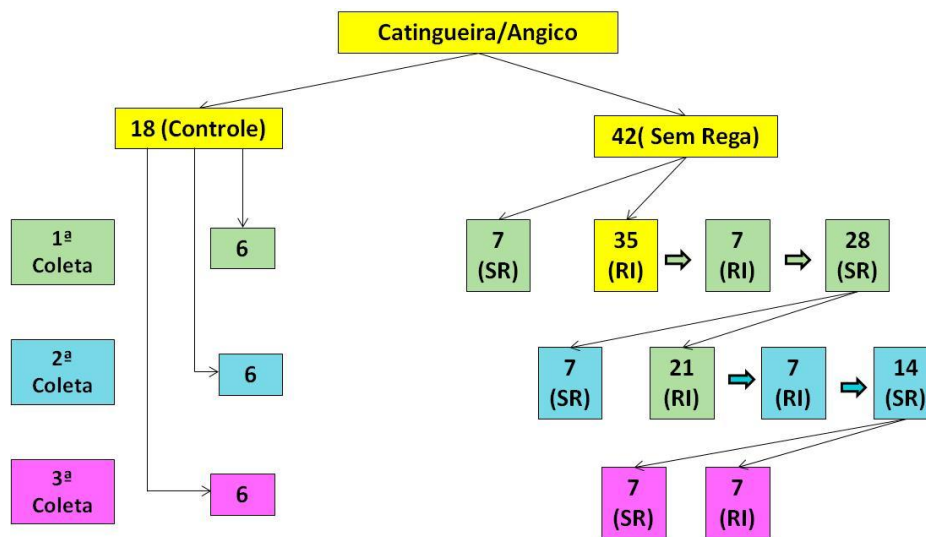 Catingueira/Angico
18 (Controle)
42( Sem Rega)
1ª
Coleta
6
7
(SR)
35
(RI)
7
(RI)
28
(SR)
2ª
Coleta
6
7
(SR)
21
(RI)
7
(RI)
14
(SR)
3ª
Coleta
6
7
(SR)
7
(RI)